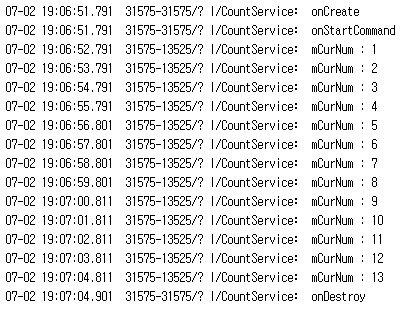 07-02 19:06:51.791 31575-31575/? I/CountService: onCreate
07-02 19:06:51.791 31575-31575/? I/CountService: onStartCommand
07-02 19:06:52.791 31575-13525/? I/CountService: mCurNum : 1
07-02 19:06:53.791 31575-13525/? I/CountService: mCurNum : 2
07-02 19:06:54.791 31575-13525/? I/CountService: mCurNum : 3
07-02 19:06:55.791 31575-13525/? I/CountService: mCurNum : 4
07-02 19:06:56.801 31575-13525/? I/CountService: mCurNum : 5
07-02 19:06:57.801 31575-13525/? I/CountService: mCurNum : 6
07-02 19:06:58.801 31575-13525/? I/CountService: mCurNum : 7
07-02 19:06:59.801 31575-13525/? I/CountService: mCurNum : 8
07-02 19:07:00.811 31575-13525/? I/CountService: mCurNum : 9
07-02 19:07:01.811 31575-13525/? I/CountService: mCurNum : 10
07-02 19:07:02.811 31575-13525/? I/CountService: mCurNum : 11
07-02 19:07:03.811 31575-13525/? I/CountService: mCurNum : 12
07-02 19:07:04.811 31575-13525/? I/CountService: mCurNum : 13
07-02 19:07:04.901 31575-31575/? I/CountService: onDestroy